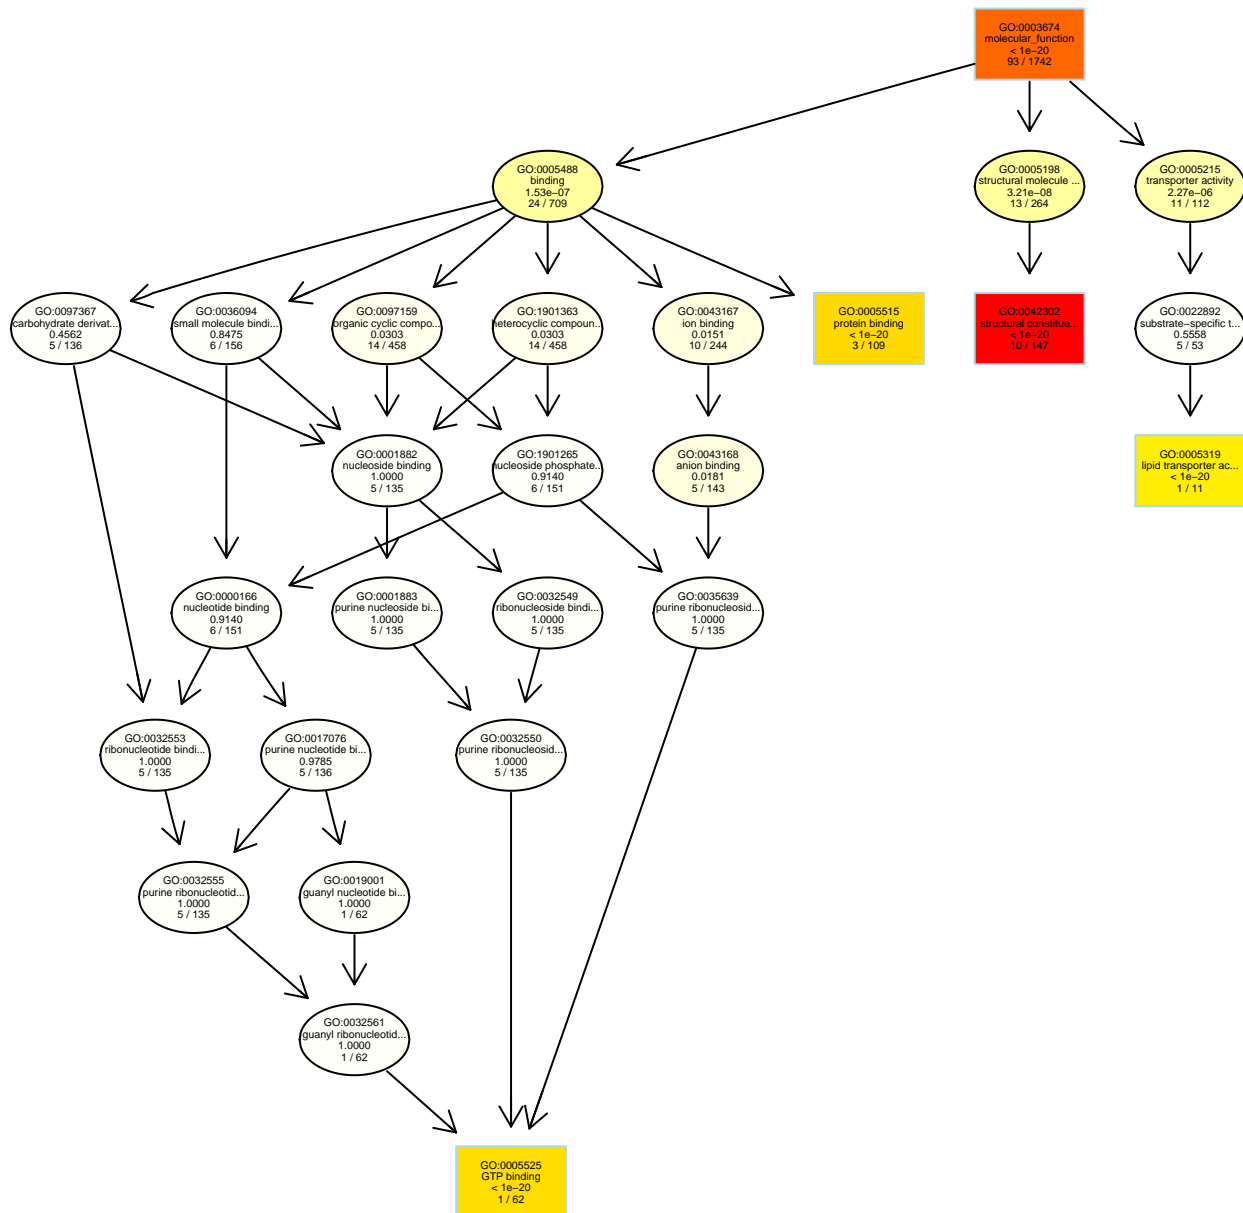 GO:0003674
molecular_function
< 1e−20
93 / 1742
GO:0005488
binding
1.53e−07
24 / 709
GO:0005198
structural molecule ...
3.21e−08
13 / 264
GO:0005215
transporter activity
2.27e−06
11 / 112
GO:0097367
carbohydrate derivat...
0.4562
5 / 136
GO:0036094
small molecule bindi...
0.8475
6 / 156
GO:0097159
organic cyclic compo...
0.0303
14 / 458
GO:1901363
heterocyclic compoun...
0.0303
14 / 458
GO:0043167
ion binding
0.0151
10 / 244
GO:0005515
protein binding
< 1e−20
3 / 109
GO:0042302
structural constitue...
< 1e−20
10 / 147
GO:0022892
substrate−specific t...
0.5558
5 / 53
GO:0001882
nucleoside binding
1.0000
5 / 135
GO:1901265
nucleoside phosphate...
0.9140
6 / 151
GO:0043168
anion binding
0.0181
5 / 143
GO:0005319
lipid transporter ac...
< 1e−20
1 / 11
GO:0000166
nucleotide binding
0.9140
6 / 151
GO:0001883
purine nucleoside bi...
1.0000
5 / 135
GO:0032549
ribonucleoside bindi...
1.0000
5 / 135
GO:0035639
purine ribonucleosid...
1.0000
5 / 135
GO:0032553
ribonucleotide bindi...
1.0000
5 / 135
GO:0017076
purine nucleotide bi...
0.9785
5 / 136
GO:0032550
purine ribonucleosid...
1.0000
5 / 135
GO:0032555
purine ribonucleotid...
1.0000
5 / 135
GO:0019001
guanyl nucleotide bi...
1.0000
1 / 62
GO:0032561
guanyl ribonucleotid...
1.0000
1 / 62
GO:0005525
GTP binding
< 1e−20
1 / 62